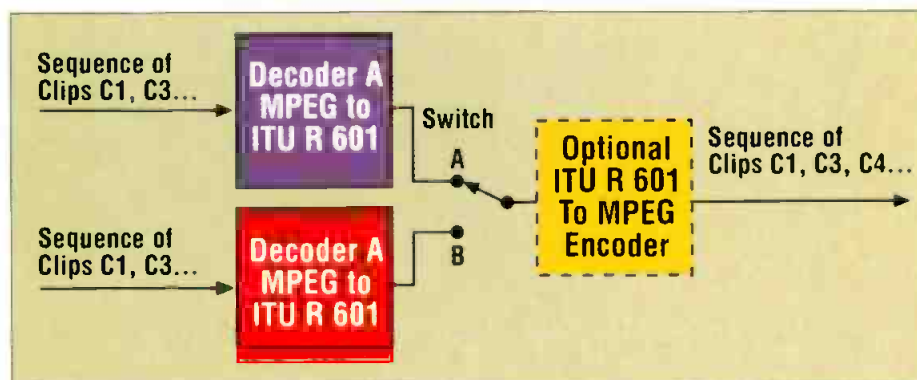 Sequence of
Clips C1, C3...
Decoder A
MPEG to
ITU R 601
Switch
A
B
Sequence of
Clips C1, C3...
Decoder A
MPEG to
ITU R 601
Optional
ITU R 601
To MPEG
Encoder
Sequence of
Clips C1, C3, C4...